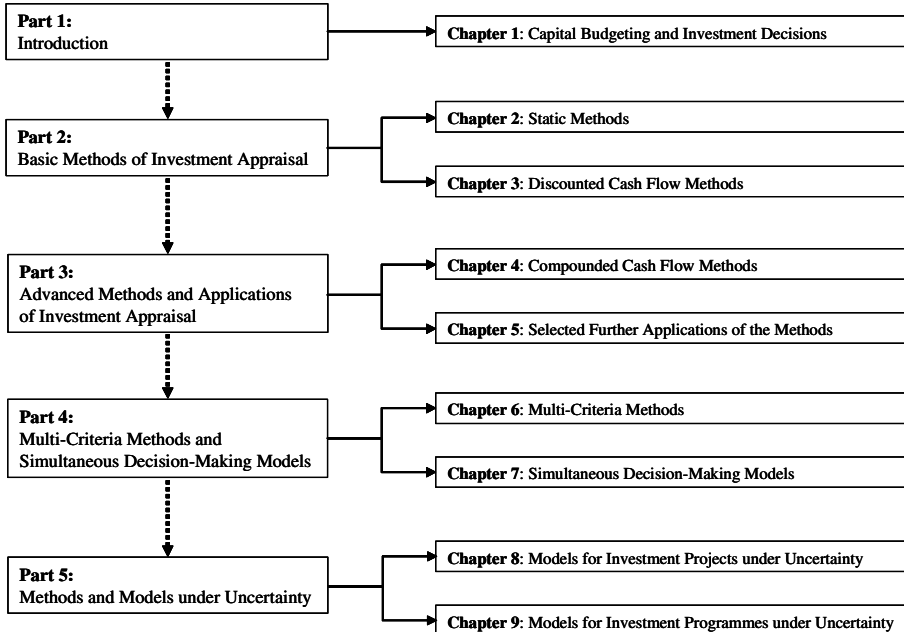 Part 1:
Introduction
Chapter 1: Capital Budgeting and Investment Decisions
Part 2:
Basic Methods of Investment Appraisal
Chapter 2: Static Methods
Chapter 3: Discounted Cash Flow Methods
Part 3:
Advanced Methods and Applications
of Investment Appraisal
Chapter 4: Compounded Cash Flow Methods
Chapter 5: Selected Further Applications of the Methods
Part 4:
Multi-Criteria Methods and
Simultaneous Decision-Making Models
Chapter 6: Multi-Criteria Methods
Chapter 7: Simultaneous Decision-Making Models
Part 5:
Methods and Models under Uncertainty
Chapter 8: Models for Investment Projects under Uncertainty
Chapter 9: Models for Investment Programmes under Uncertainty